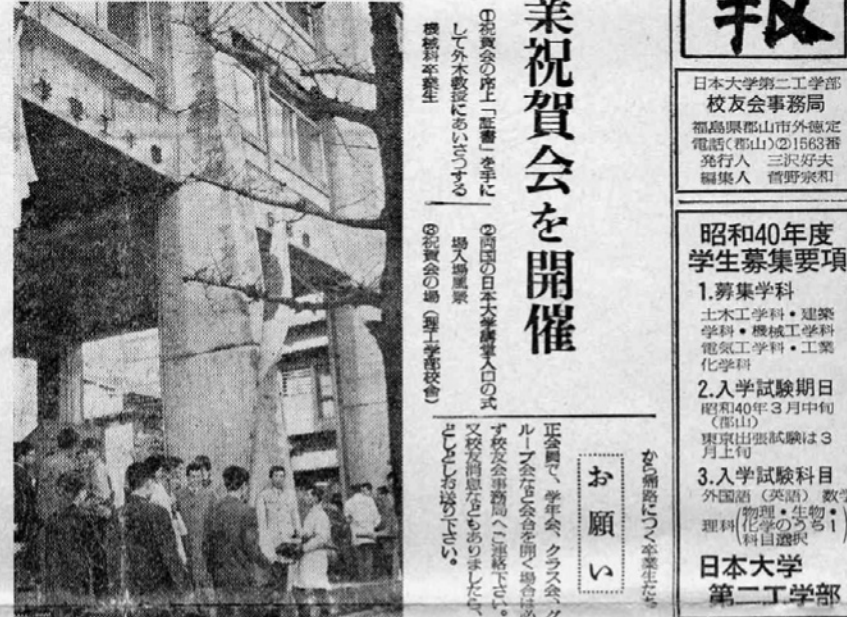 報
日本大学第二工学部
校友会事務局
福島県郡山市外徳定
電話(郡山)②1563番
発行人 三沢好夫
編集人 菅野宗和
昭和40年度
学生募集要項
1.募集学科
土木工学科・建築
学科・機械工学科
電気工学科・工業
化学科
2.入学試験期日
昭和40年3月中旬
(郡山)
東京出張試験は3
月上旬
3.入学試験科目
外国語(英語) 数学
理科(物理・生物・
化学のうち1
科目選択)
日本大学
第二工学部
業祝賀会を開催
①祝賀会の席上「証書」を手に
して外木教授にあいさつする
機械科卒業生
②両国の日本大学講堂入口の式
場入場風景
③祝賀会の場(理工学部校舎)
から帰路につく卒業生たち
お願い
正会員で、学年会、クラス会、グ
ループ会など会合を開く場合は必
ず校友会事務局へご連絡下さい。
又校友消息などもありましたら、
どしどしお送り下さい。